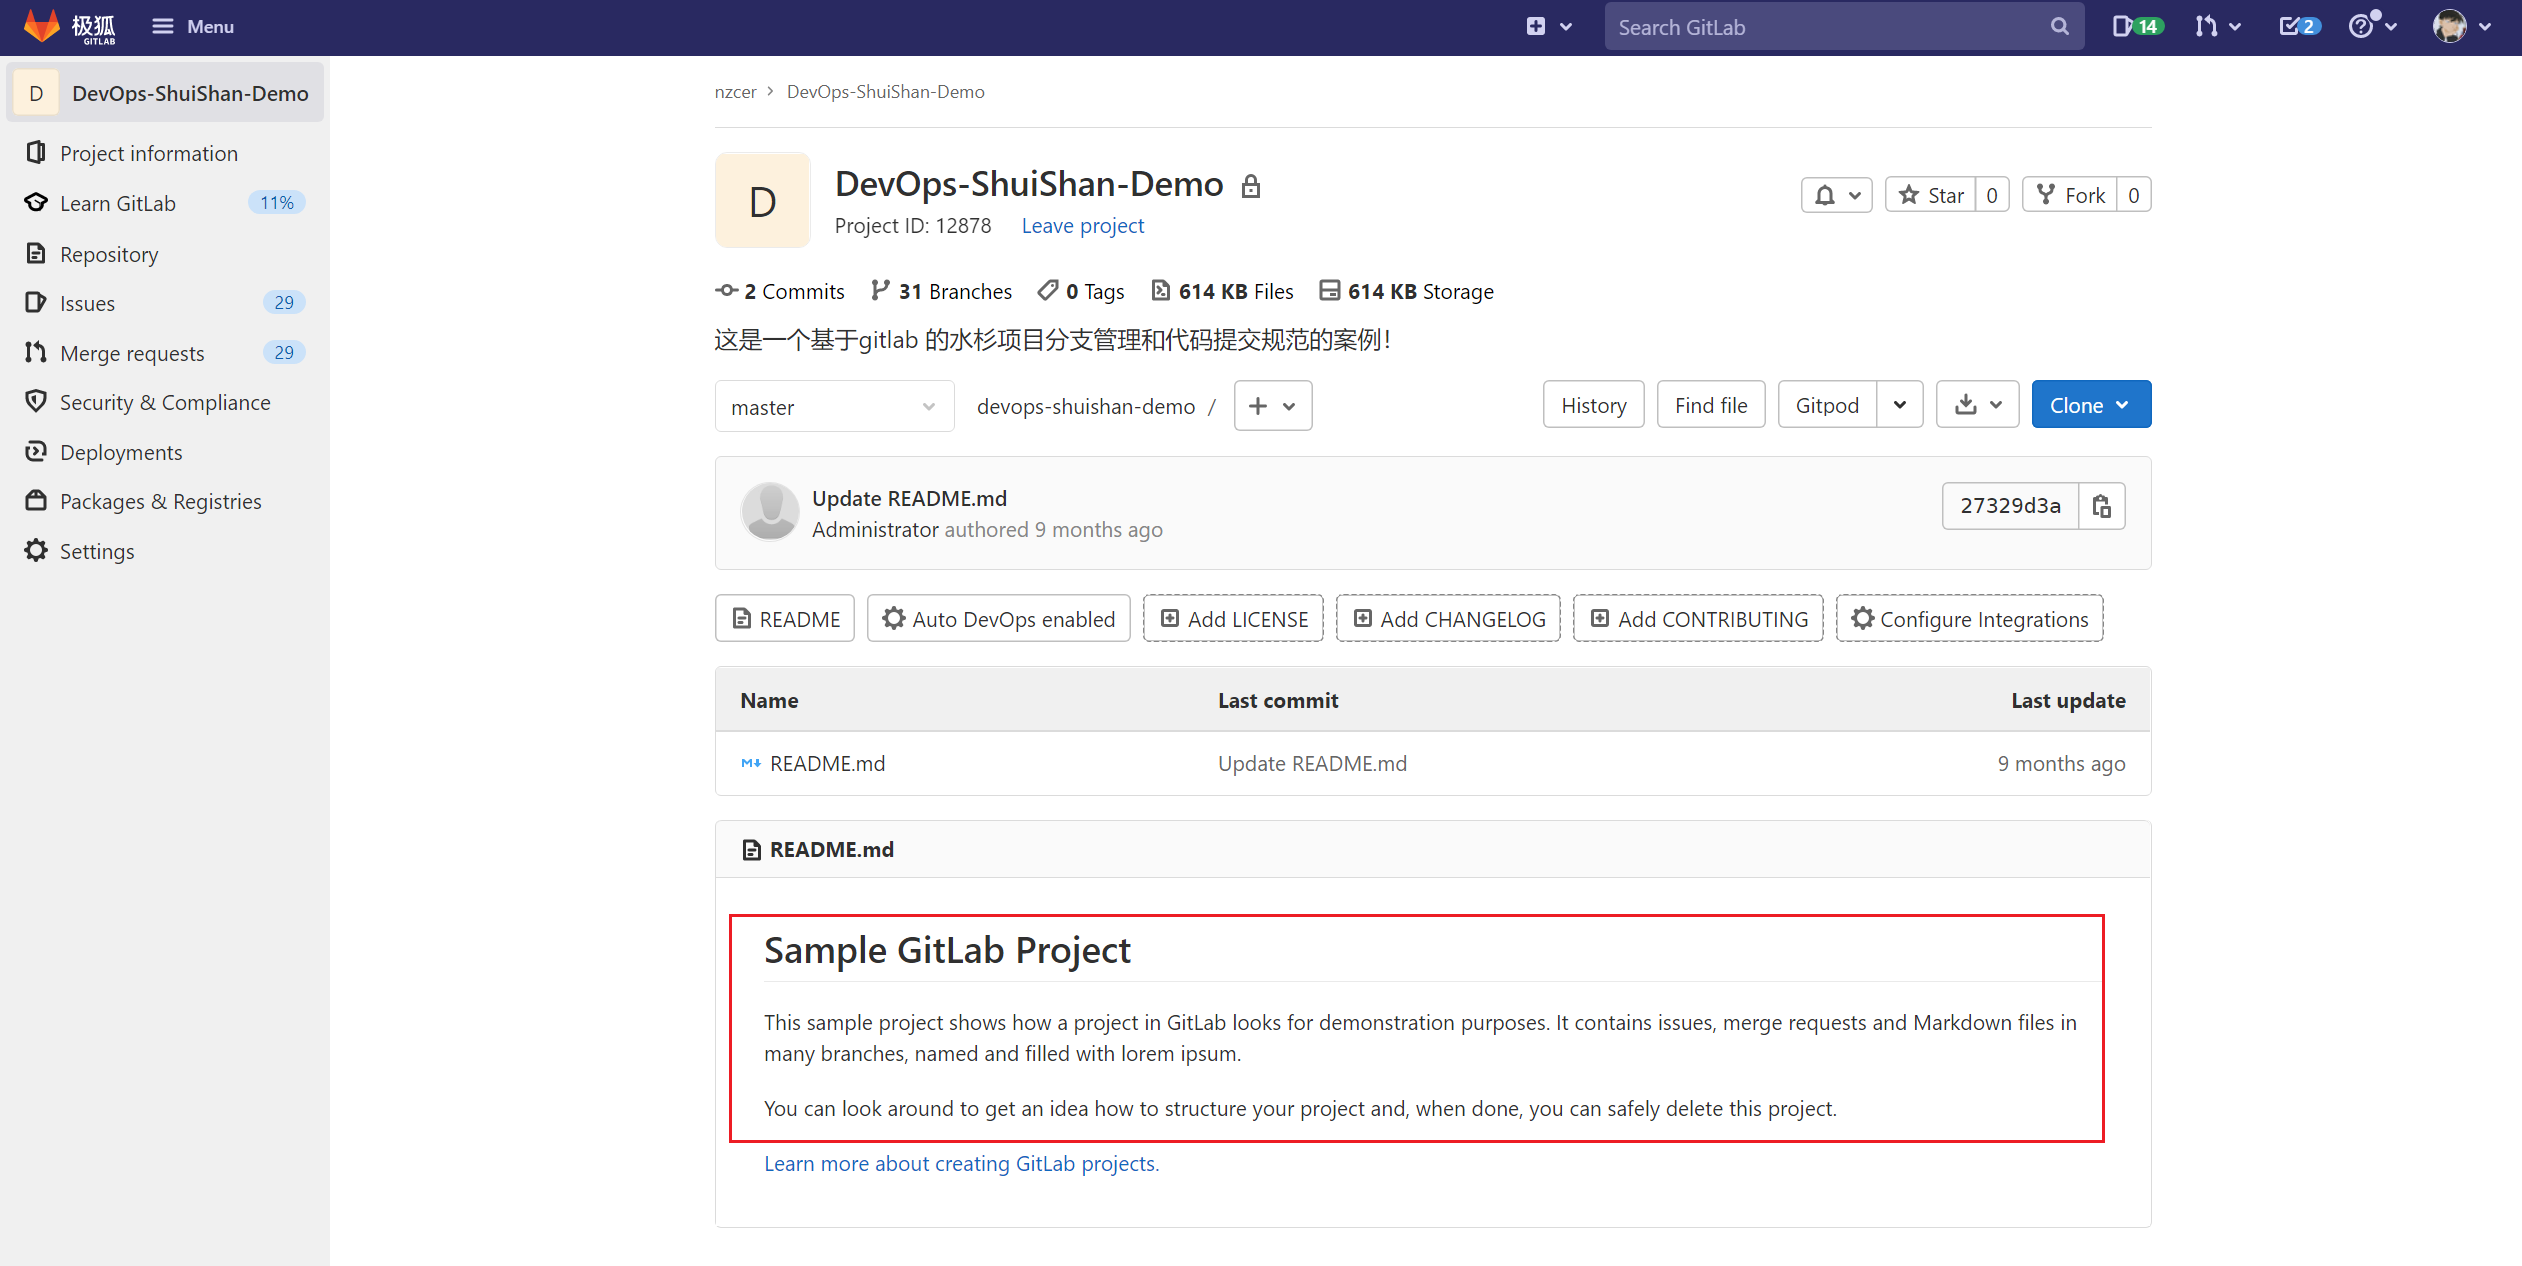 极狐 GITLAB
Menu
Search GitLab
14
2
D DevOps-ShuiShan-Demo
Project information
Learn GitLab 11%
Repository
Issues 29
Merge requests 29
Security & Compliance
Deployments
Packages & Registries
Settings
nzcer > DevOps-ShuiShan-Demo
D
DevOps-ShuiShan-Demo
Project ID: 12878 Leave project
Star 0
Fork 0
2 Commits 31 Branches 0 Tags 614 KB Files 614 KB Storage
这是一个基于gitlab 的水杉项目分支管理和代码提交规范的案例！
master devops-shuishan-demo / + History Find file Gitpod Clone
Update README.md
Administrator authored 9 months ago
27329d3a
README Auto DevOps enabled Add LICENSE Add CHANGELOG Add CONTRIBUTING Configure Integrations
Name Last commit Last update
M README.md Update README.md 9 months ago
README.md
Sample GitLab Project
This sample project shows how a project in GitLab looks for demonstration purposes. It contains issues, merge requests and Markdown files in
many branches, named and filled with lorem ipsum.
You can look around to get an idea how to structure your project and, when done, you can safely delete this project.
Learn more about creating GitLab projects.